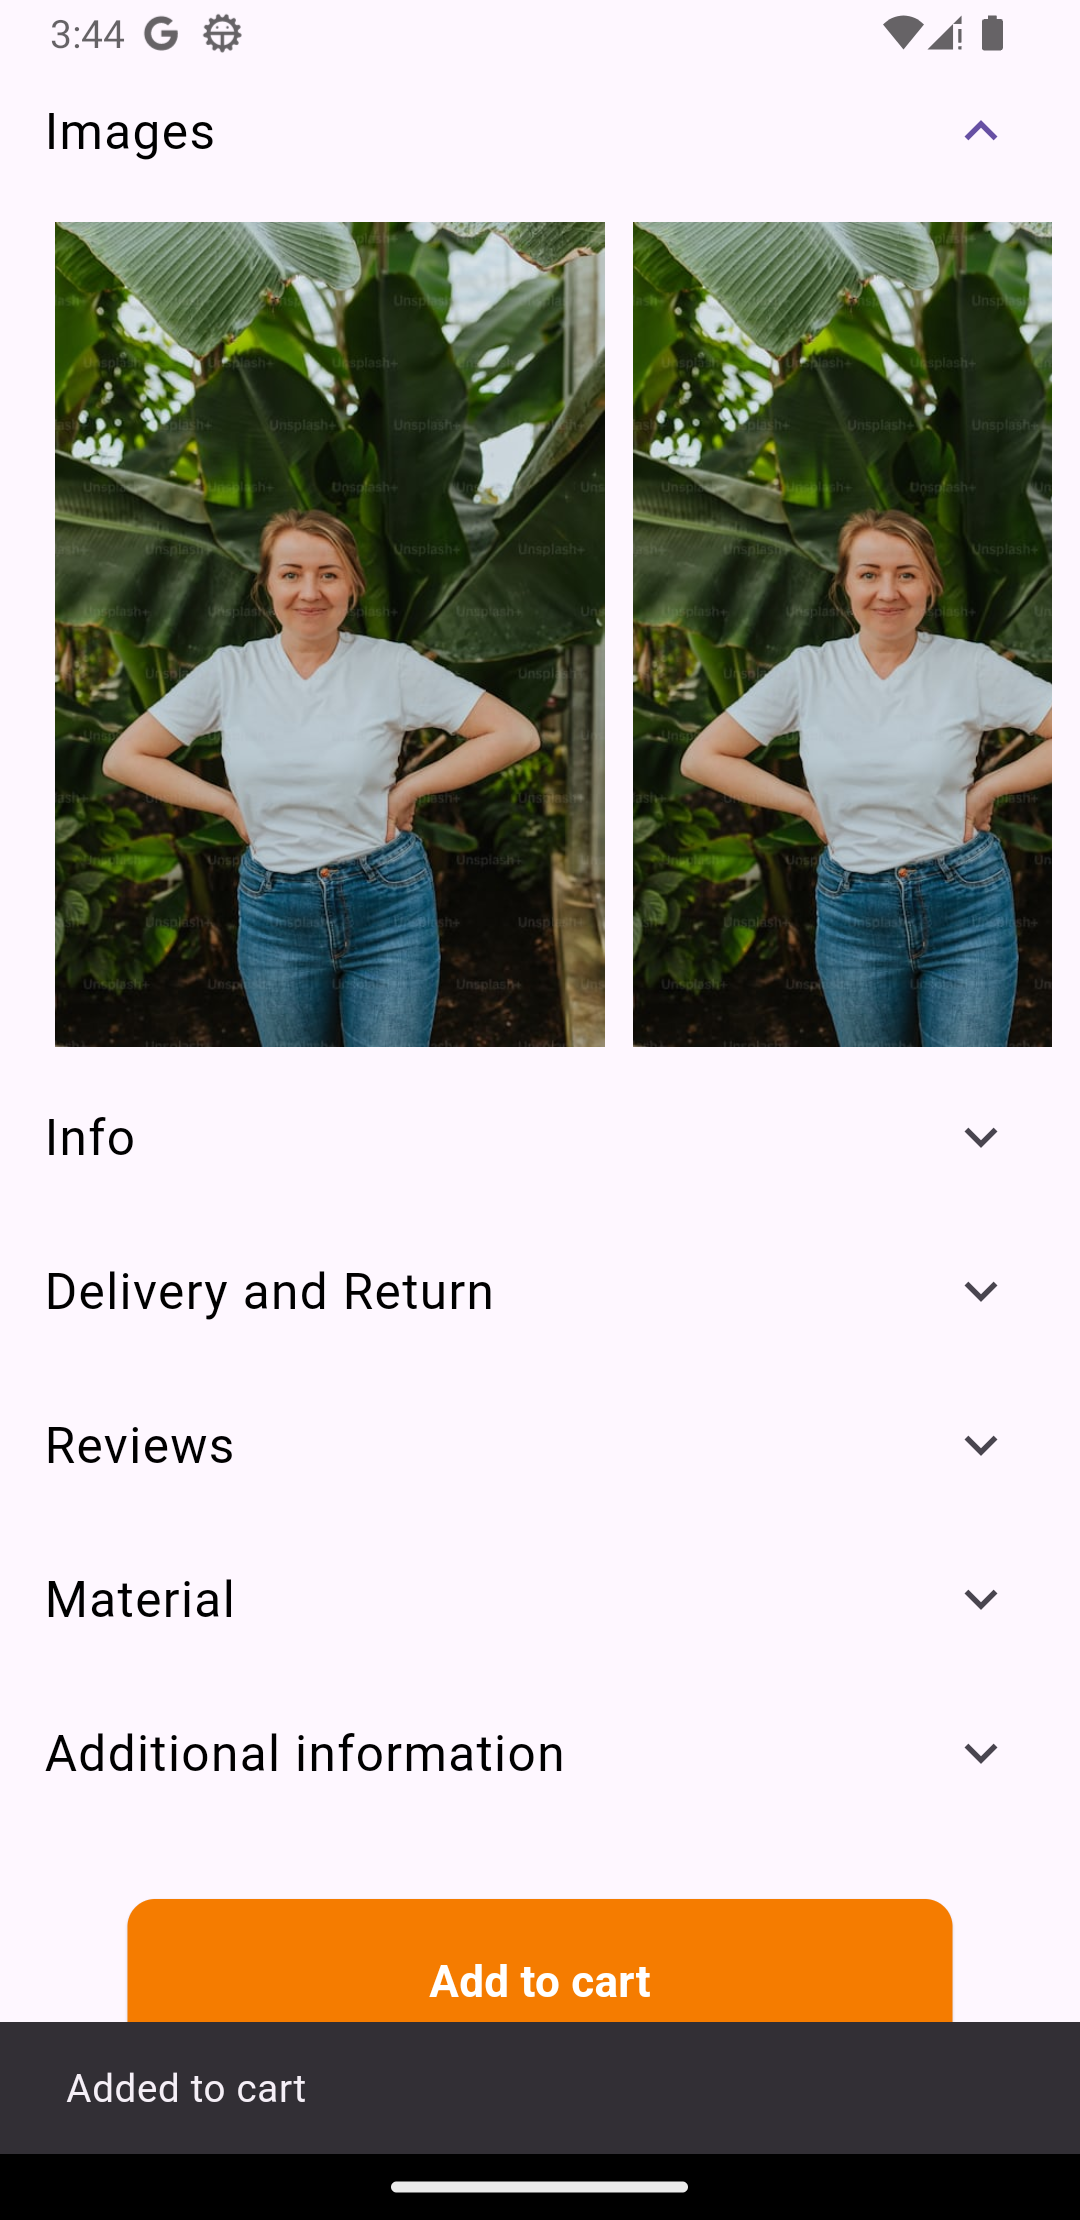 3:44
Images
Info
Delivery and Return
Reviews
Material
Additional information
Add to cart
Added to cart